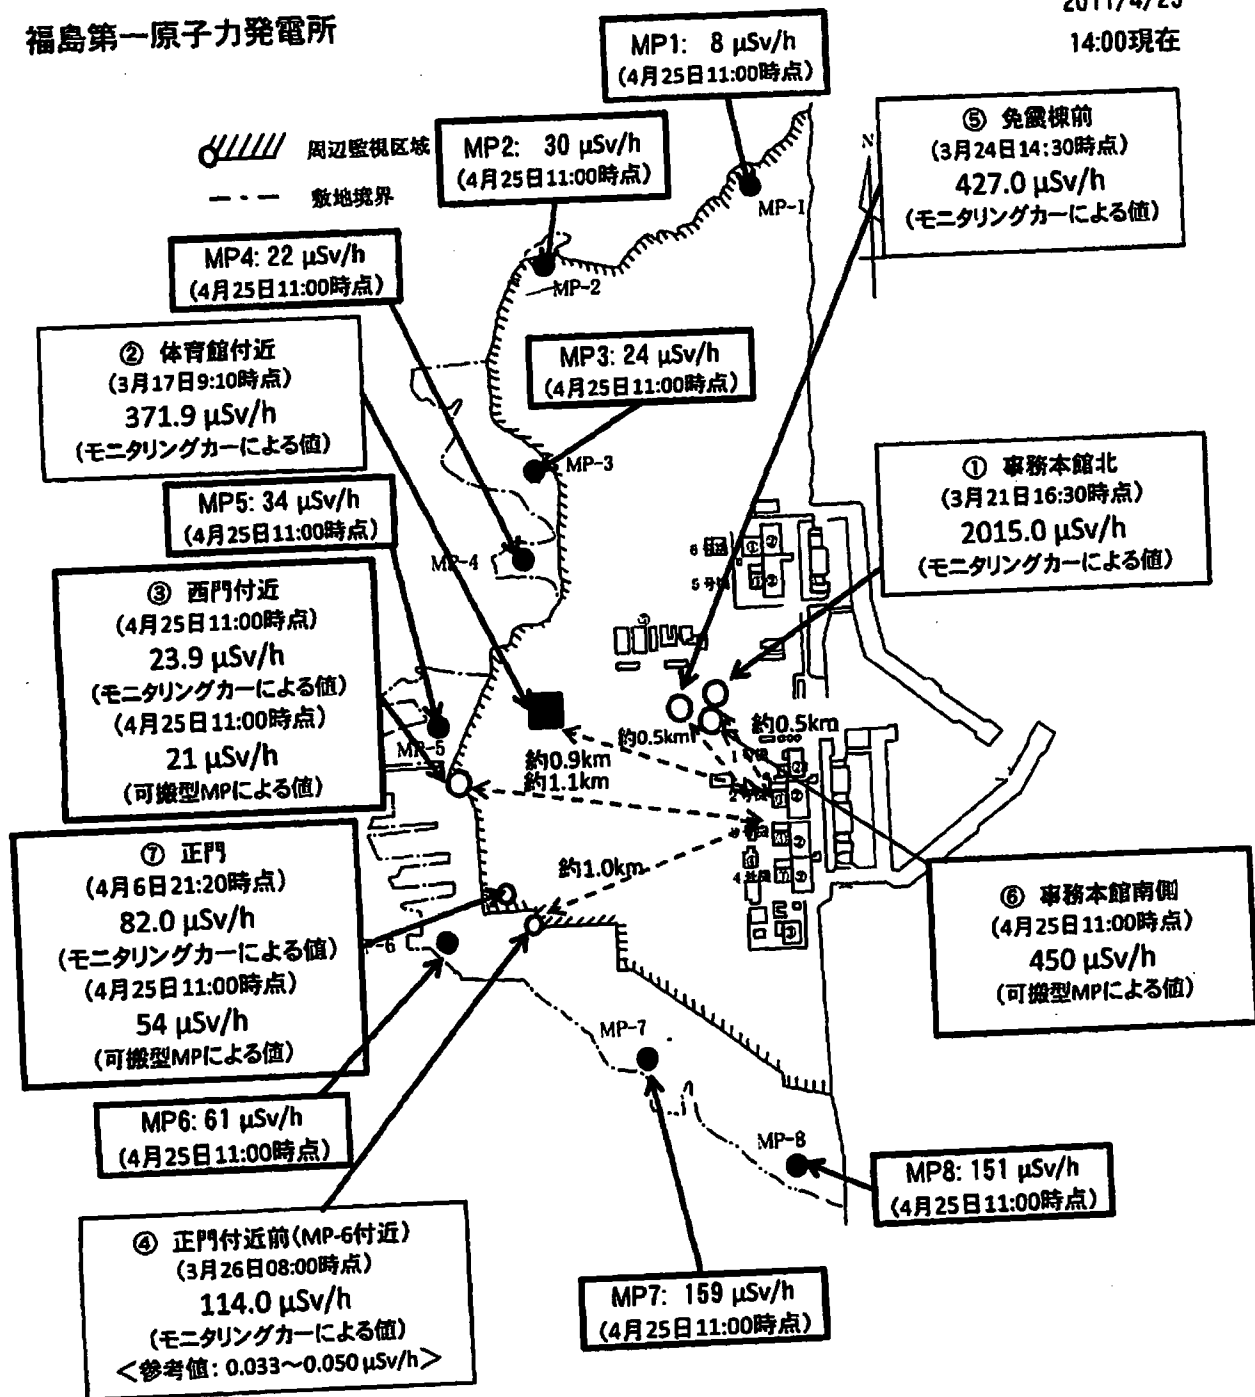 福島第一原子力発電所
14:00現在
MP1: 8 μSv/h
(4月25日11:00時点)
周辺監視区域
敷地境界
MP2: 30 μSv/h
(4月25日11:00時点)
⑤ 免震棟前
(3月24日14:30時点)
427.0 μSv/h
(モニタリングカーによる値)
MP-1
MP4: 22 μSv/h
(4月25日11:00時点)
MP-2
② 体育館付近
(3月17日9:10時点)
371.9 μSv/h
(モニタリングカーによる値)
MP3: 24 μSv/h
(4月25日11:00時点)
MP-3
① 事務本館北
(3月21日16:30時点)
2015.0 μSv/h
(モニタリングカーによる値)
MP5: 34 μSv/h
(4月25日11:00時点)
MP-4
③ 西門付近
(4月25日11:00時点)
23.9 μSv/h
(モニタリングカーによる値)
(4月25日11:00時点)
21 μSv/h
(可搬型MPによる値)
MP-5
約0.5km
約0.5km
約0.9km
約1.1km
⑦ 正門
(4月6日21:20時点)
82.0 μSv/h
(モニタリングカーによる値)
(4月25日11:00時点)
54 μSv/h
(可搬型MPによる値)
約1.0km
⑥ 事務本館南側
(4月25日11:00時点)
450 μSv/h
(可搬型MPによる値)
MP-7
MP6: 61 μSv/h
(4月25日11:00時点)
MP-8
MP8: 151 μSv/h
(4月25日11:00時点)
④ 正門付近前(MP-6付近)
(3月26日08:00時点)
114.0 μSv/h
(モニタリングカーによる値)
<参考値: 0.033~0.050 μSv/h>
MP7: 159 μSv/h
(4月25日11:00時点)